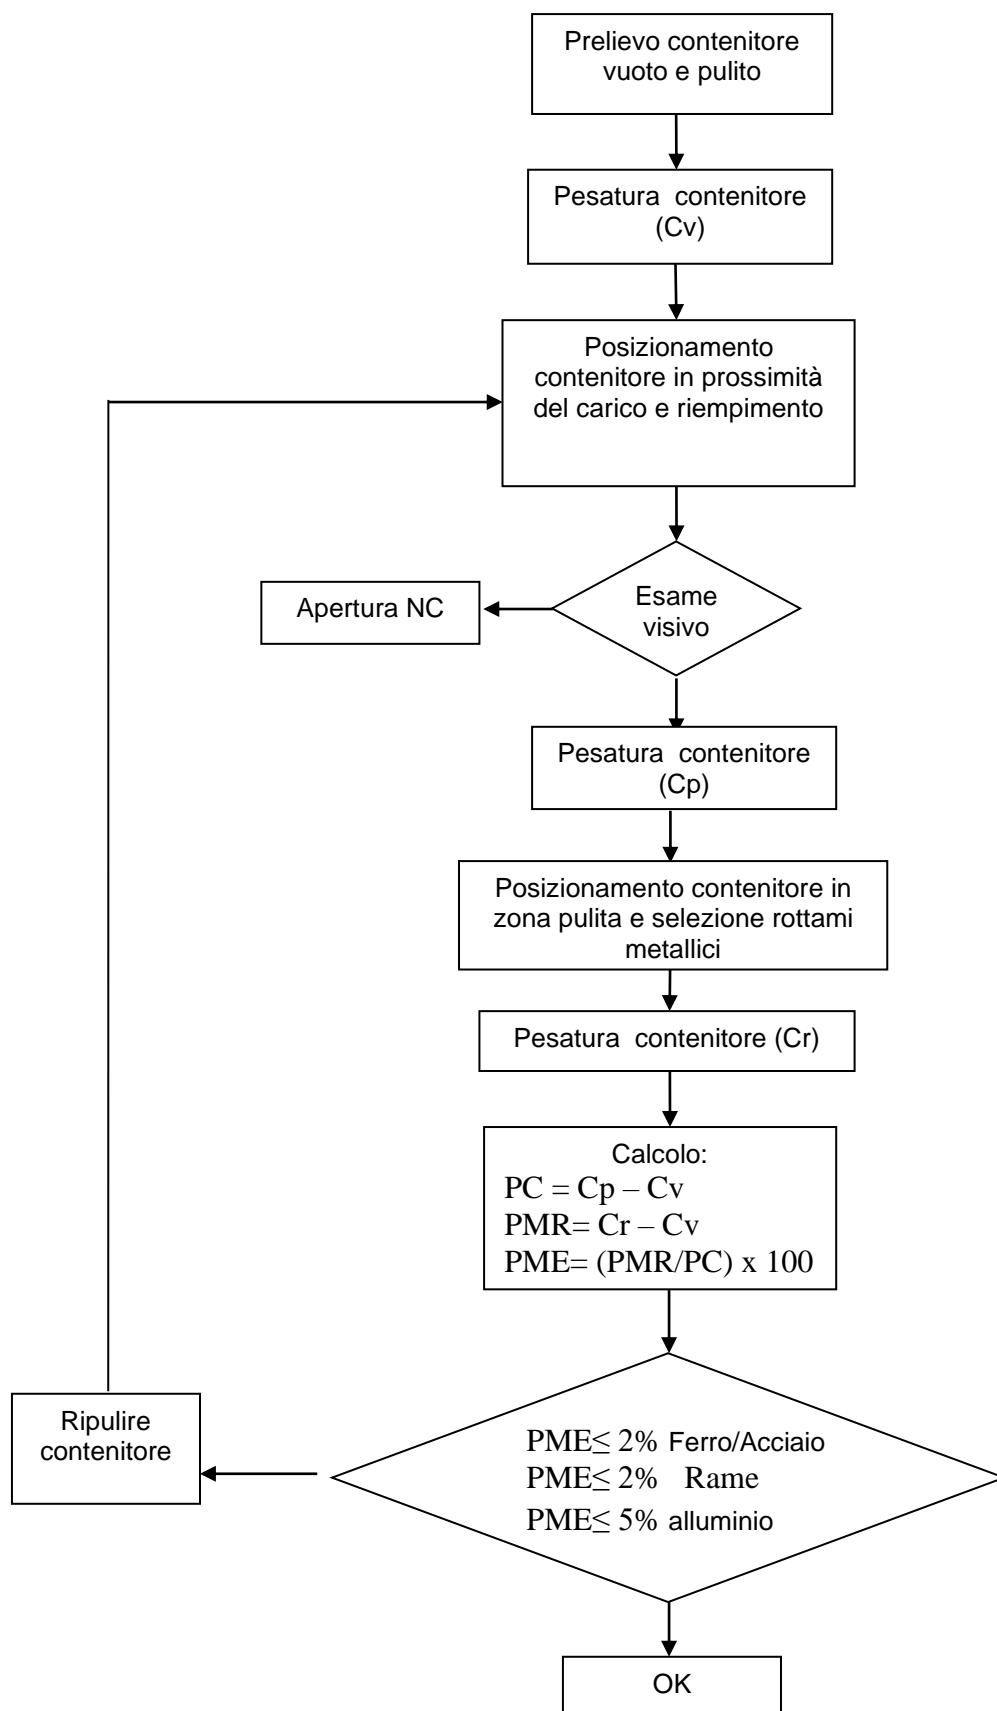 Prelievo contenitore
vuoto e pulito
Pesatura contenitore
(Cv)
Posizionamento
contenitore in prossimità
del carico e riempimento
Esame
visivo
Apertura NC
Pesatura contenitore
(Cp)
Posizionamento contenitore in
zona pulita e selezione rottami
metallici
Pesatura contenitore (Cr)
Calcolo:
PC = Cp – Cv
PMR= Cr – Cv
PME= (PMR/PC) x 100
Ripulire
contenitore
PME≤ 2% Ferro/Acciaio
PME≤ 2% Rame
PME≤ 5% alluminio
OK